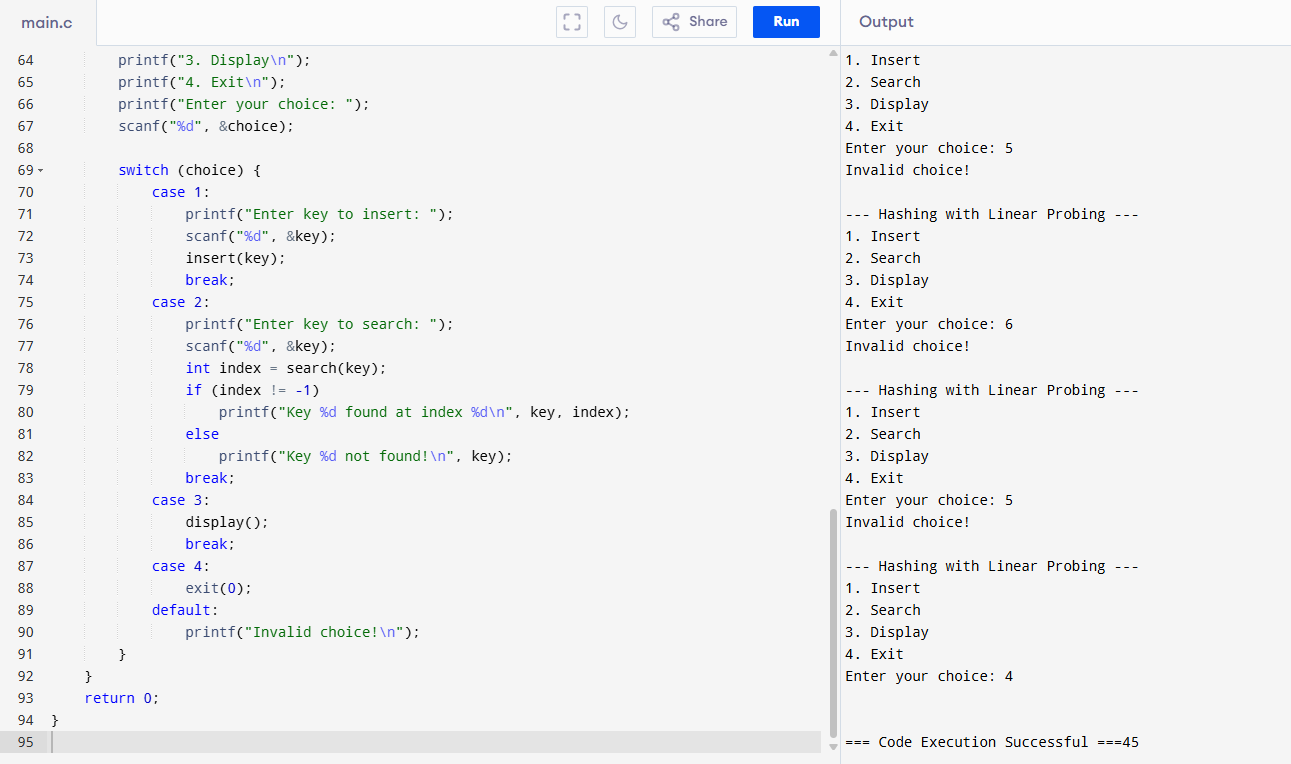 main.c
Share
Run
Output
64 printf("3. Display\n");
65 printf("4. Exit\n");
66 printf("Enter your choice: ");
67 scanf("%d", &choice);
68
69 switch (choice) {
70 case 1:
71 printf("Enter key to insert: ");
72 scanf("%d", &key);
73 insert(key);
74 break;
75 case 2:
76 printf("Enter key to search: ");
77 scanf("%d", &key);
78 int index = search(key);
79 if (index != -1)
80 printf("Key %d found at index %d\n", key, index);
81 else
82 printf("Key %d not found!\n", key);
83 break;
84 case 3:
85 display();
86 break;
87 case 4:
88 exit(0);
89 default:
90 printf("Invalid choice!\n");
91 }
92 }
93 return 0;
94 }
95
1. Insert
2. Search
3. Display
4. Exit
Enter your choice: 5
Invalid choice!
--- Hashing with Linear Probing ---
1. Insert
2. Search
3. Display
4. Exit
Enter your choice: 6
Invalid choice!
--- Hashing with Linear Probing ---
1. Insert
2. Search
3. Display
4. Exit
Enter your choice: 5
Invalid choice!
--- Hashing with Linear Probing ---
1. Insert
2. Search
3. Display
4. Exit
Enter your choice: 4
=== Code Execution Successful ===45